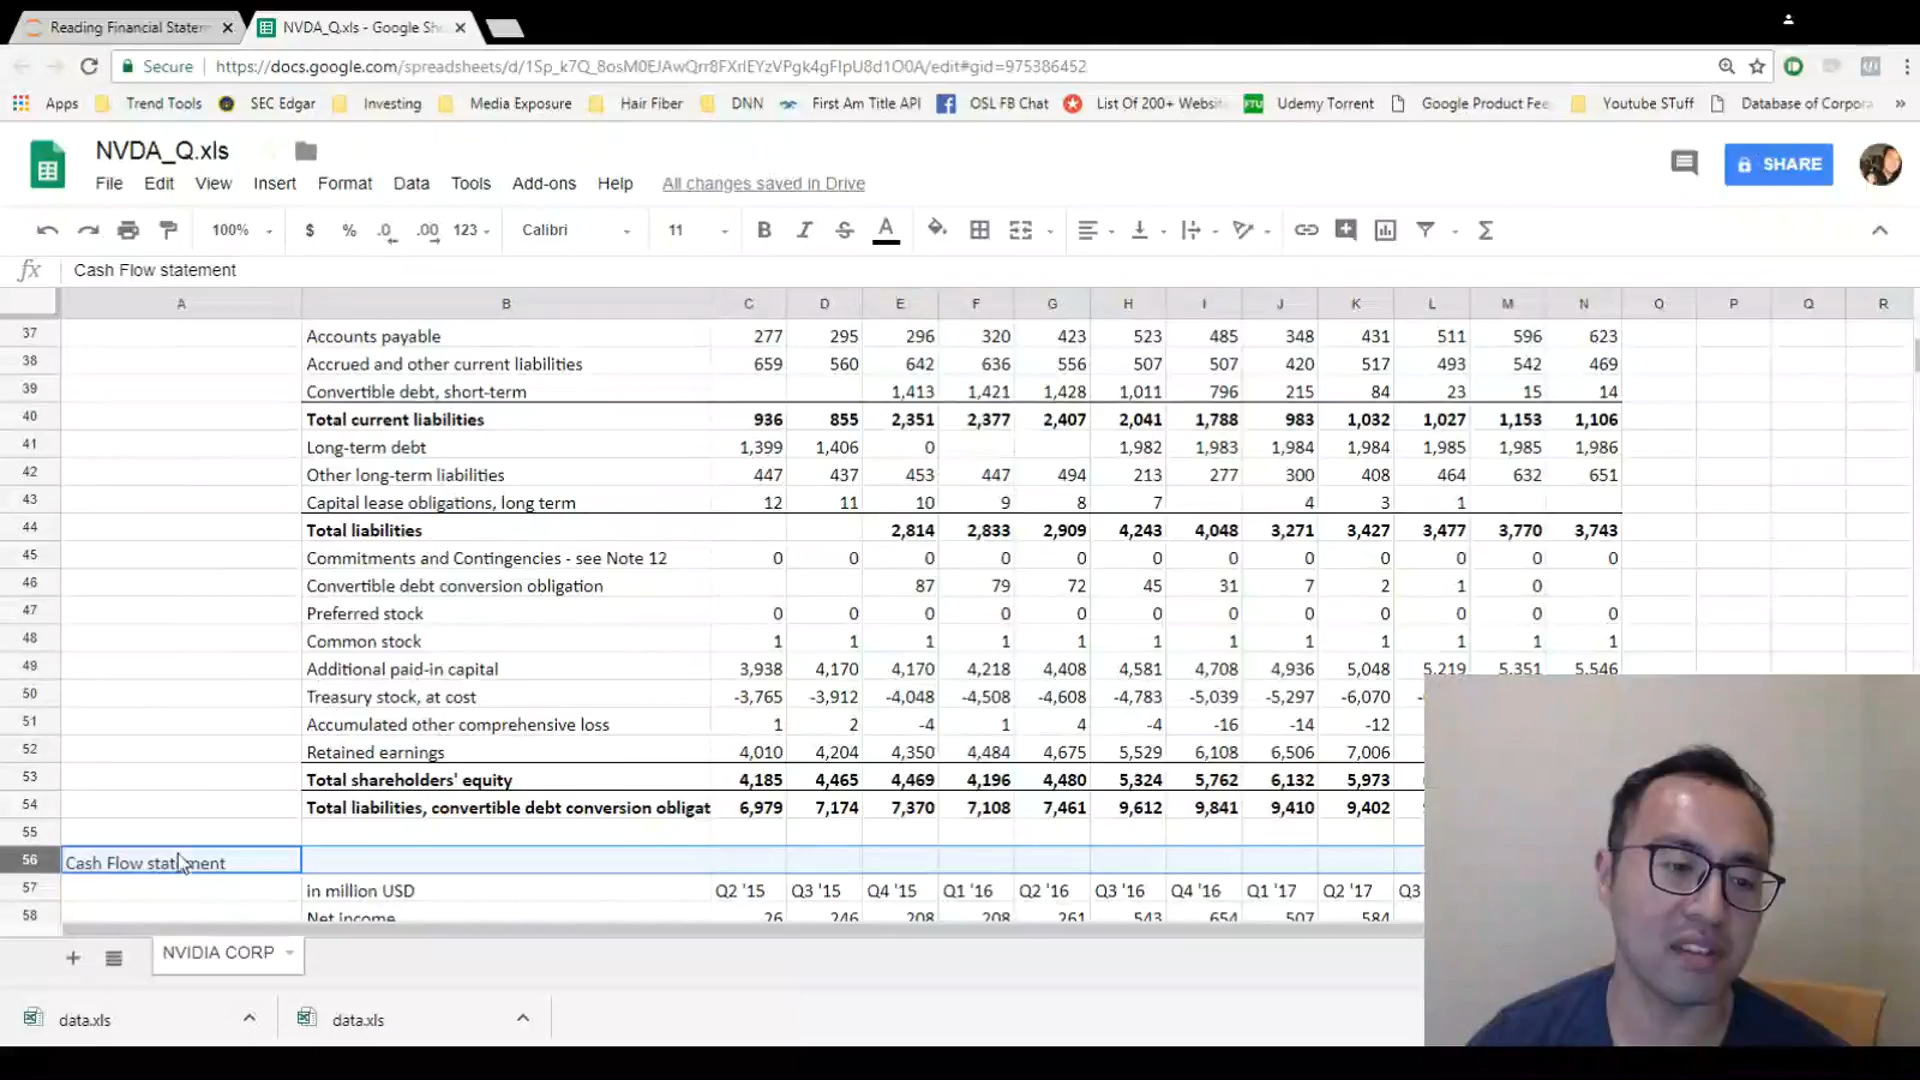 Reading Financial Statem
NVDA_Q.xls - Google She
Secure
https://docs.google.com/spreadsheets/d/1Sp_k7Q_8osM0EJAwQrr8FXrIEYzVPgk4gFIpU8d1O0A/edit#gid=975386452
Apps Trend Tools SEC Edgar Investing Media Exposure Hair Fiber DNN First Am Title API OSL FB Chat List Of 200+ Websit Udemy Torrent Google Product Fee Youtube STuff Database of Corpora »
NVDA_Q.xls
SHARE
File Edit View Insert Format Data Tools Add-ons Help All changes saved in Drive
100% $ % .0 .00 123 Calibri 11 B I S A Σ
fx Cash Flow statement
A B C D E F G H I J K L M N O P Q R
37 Accounts payable 277 295 296 320 423 523 485 348 431 511 596 623
38 Accrued and other current liabilities 659 560 642 636 556 507 507 420 517 493 542 469
39 Convertible debt, short-term 1,413 1,421 1,428 1,011 796 215 84 23 15 14
40 Total current liabilities 936 855 2,351 2,377 2,407 2,041 1,788 983 1,032 1,027 1,153 1,106
41 Long-term debt 1,399 1,406 0 1,982 1,983 1,984 1,984 1,985 1,985 1,986
42 Other long-term liabilities 447 437 453 447 494 213 277 300 408 464 632 651
43 Capital lease obligations, long term 12 11 10 9 8 7 4 3 1
44 Total liabilities 2,814 2,833 2,909 4,243 4,048 3,271 3,427 3,477 3,770 3,743
45 Commitments and Contingencies - see Note 12 0 0 0 0 0 0 0 0 0 0 0 0
46 Convertible debt conversion obligation 87 79 72 45 31 7 2 1 0
47 Preferred stock 0 0 0 0 0 0 0 0 0 0 0 0
48 Common stock 1 1 1 1 1 1 1 1 1 1 1 1
49 Additional paid-in capital 3,938 4,170 4,170 4,218 4,408 4,581 4,708 4,936 5,048 5,219 5,351 5,546
50 Treasury stock, at cost -3,765 -3,912 -4,048 -4,508 -4,608 -4,783 -5,039 -5,297 -6,070
51 Accumulated other comprehensive loss 1 2 -4 1 4 -4 -16 -14 -12
52 Retained earnings 4,010 4,204 4,350 4,484 4,675 5,529 6,108 6,506 7,006
53 Total shareholders' equity 4,185 4,465 4,469 4,196 4,480 5,324 5,762 6,132 5,973
54 Total liabilities, convertible debt conversion obligat 6,979 7,174 7,370 7,108 7,461 9,612 9,841 9,410 9,402
55
56 Cash Flow statement
57 in million USD Q2 '15 Q3 '15 Q4 '15 Q1 '16 Q2 '16 Q3 '16 Q4 '16 Q1 '17 Q2 '17 Q3
58 Net income 26 246 208 208 261 543 654 507 584
NVIDIA CORP
data.xls
data.xls